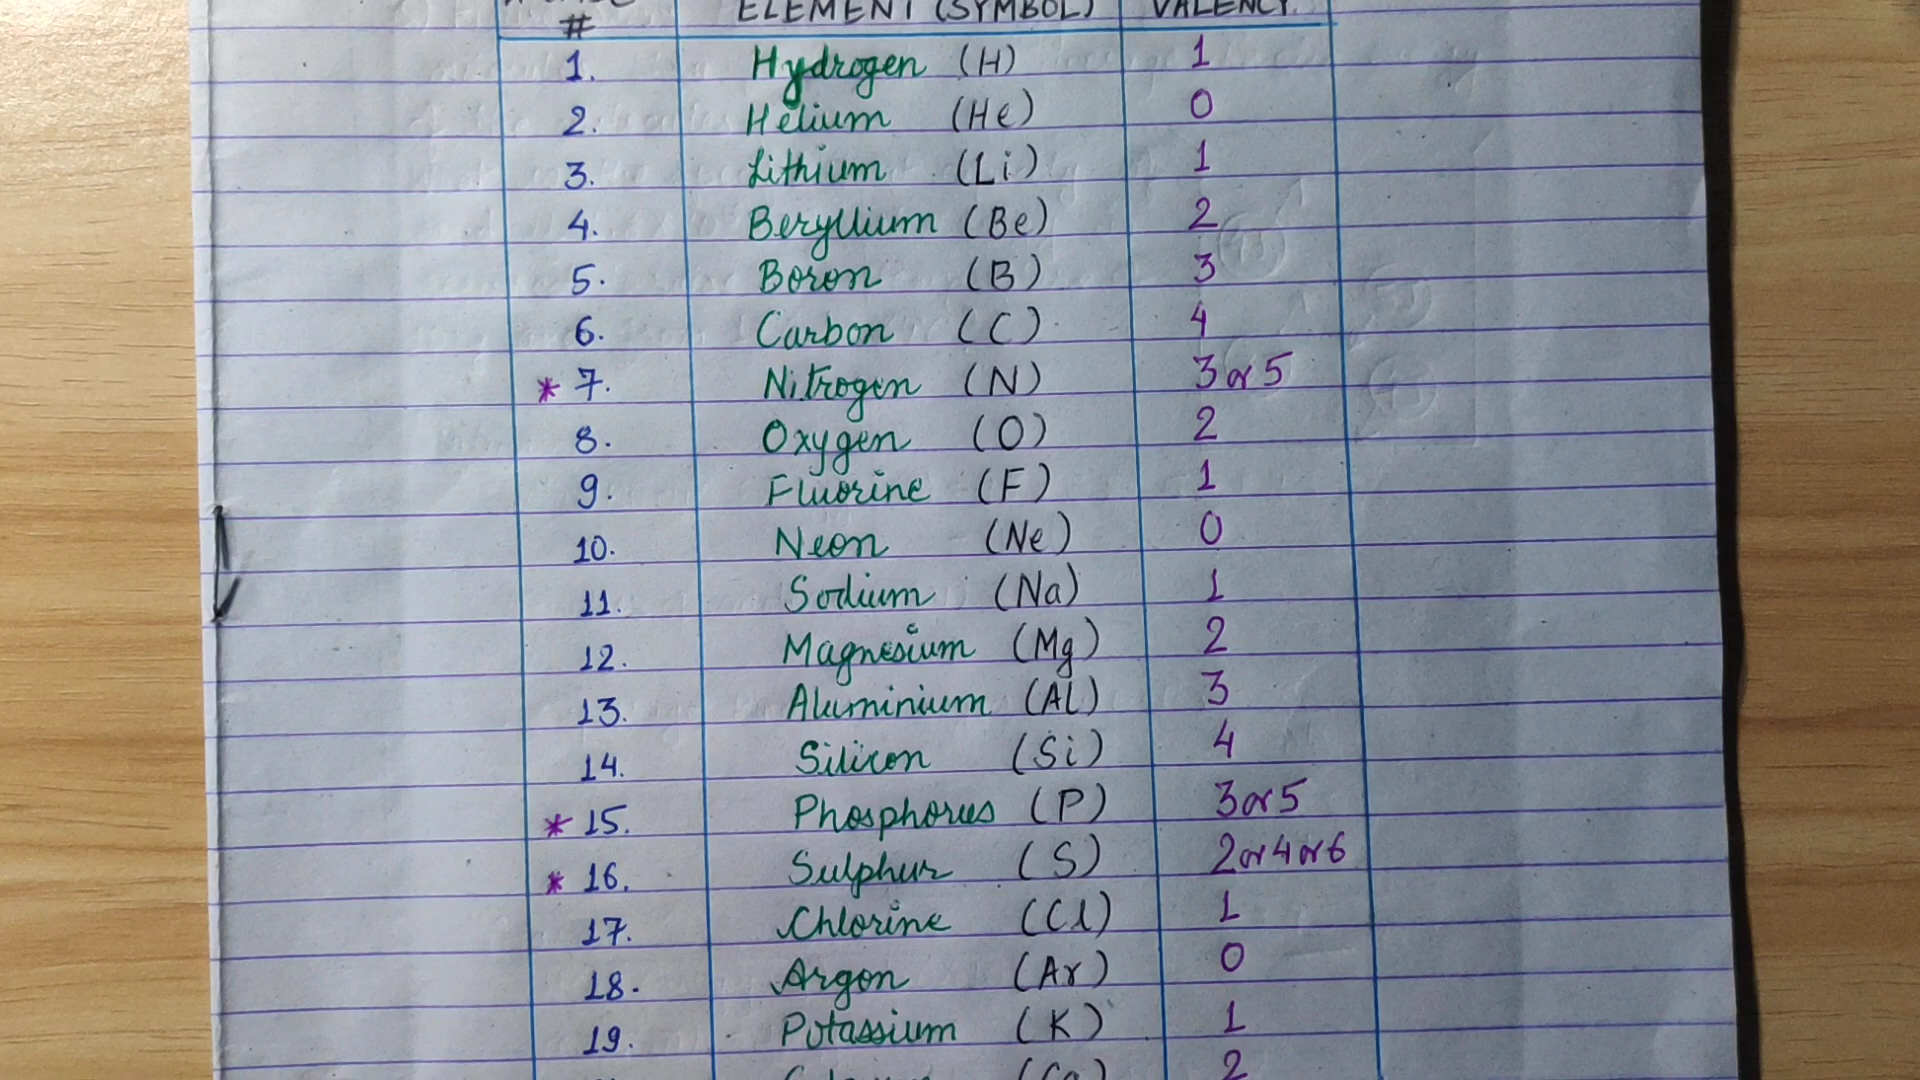 # ELEMENT (SYMBOL) VALENCY
1. Hydrogen (H) 1
2. Helium (He) 0
3. Lithium (Li) 1
4. Beryllium (Be) 2
5. Boron (B) 3
6. Carbon (C) 4
* 7. Nitrogen (N) 3 or 5
8. Oxygen (O) 2
9. Fluorine (F) 1
10. Neon (Ne) 0
11. Sodium (Na) 1
12. Magnesium (Mg) 2
13. Aluminium (Al) 3
14. Silicon (Si) 4
* 15. Phosphorus (P) 3 or 5
* 16. Sulphur (S) 2 or 4 or 6
17. Chlorine (Cl) 1
18. Argon (Ar) 0
19. Potassium (K) 1
(Ca) 2